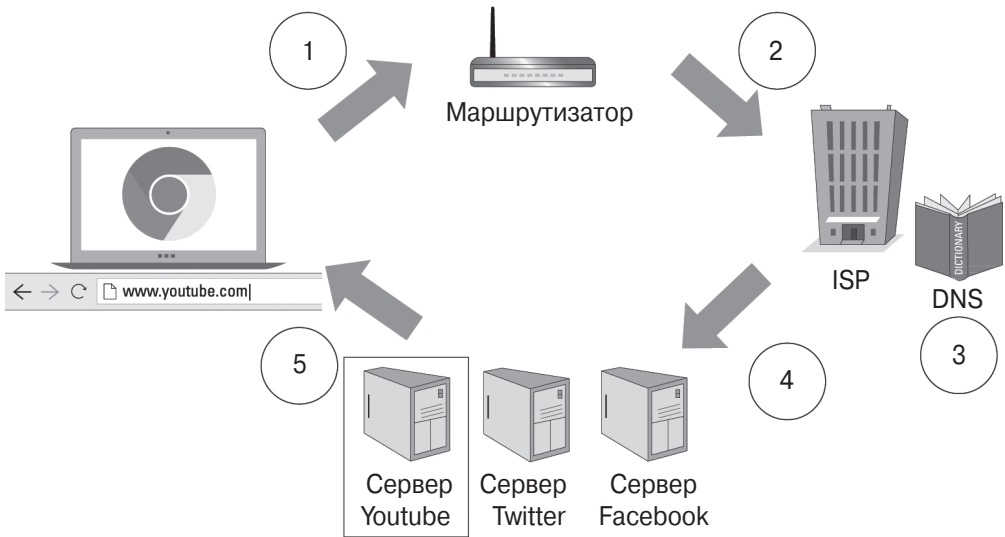 1
2
Маршрутизатор
www.youtube.com
DICTIONARY
ISP
DNS
3
4
5
Сервер
Youtube
Сервер
Twitter
Сервер
Facebook